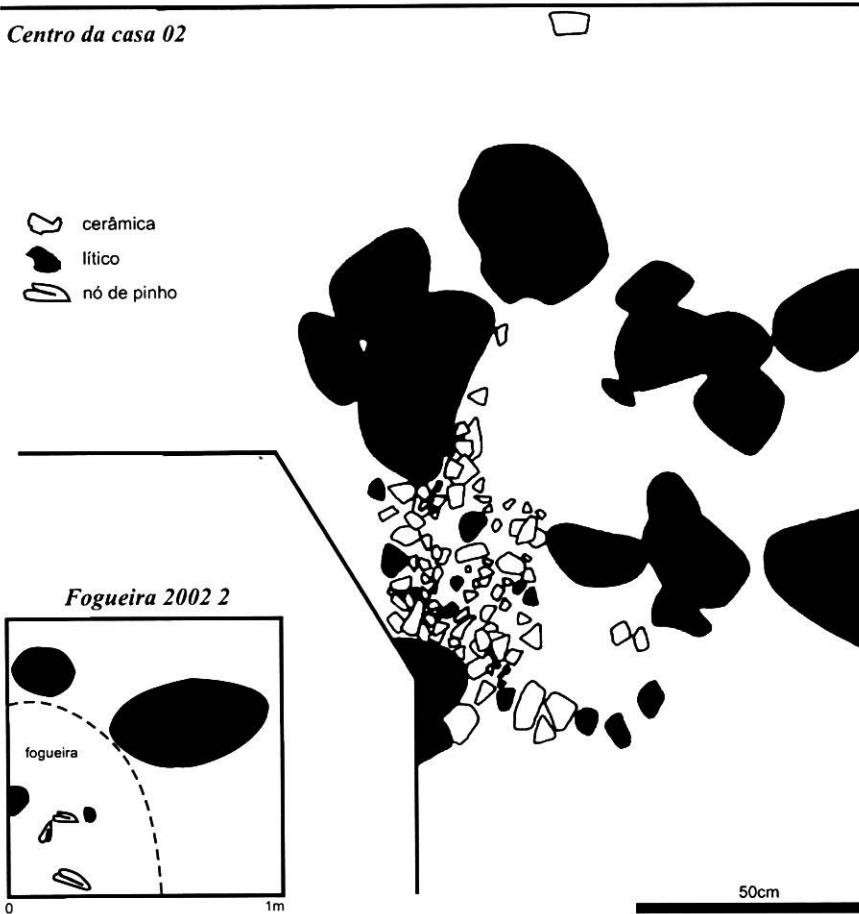 Centro da casa 02
cerâmica
lítico
nó de pinho
Fogueira 2002 2
fogueira
0 1m
50cm